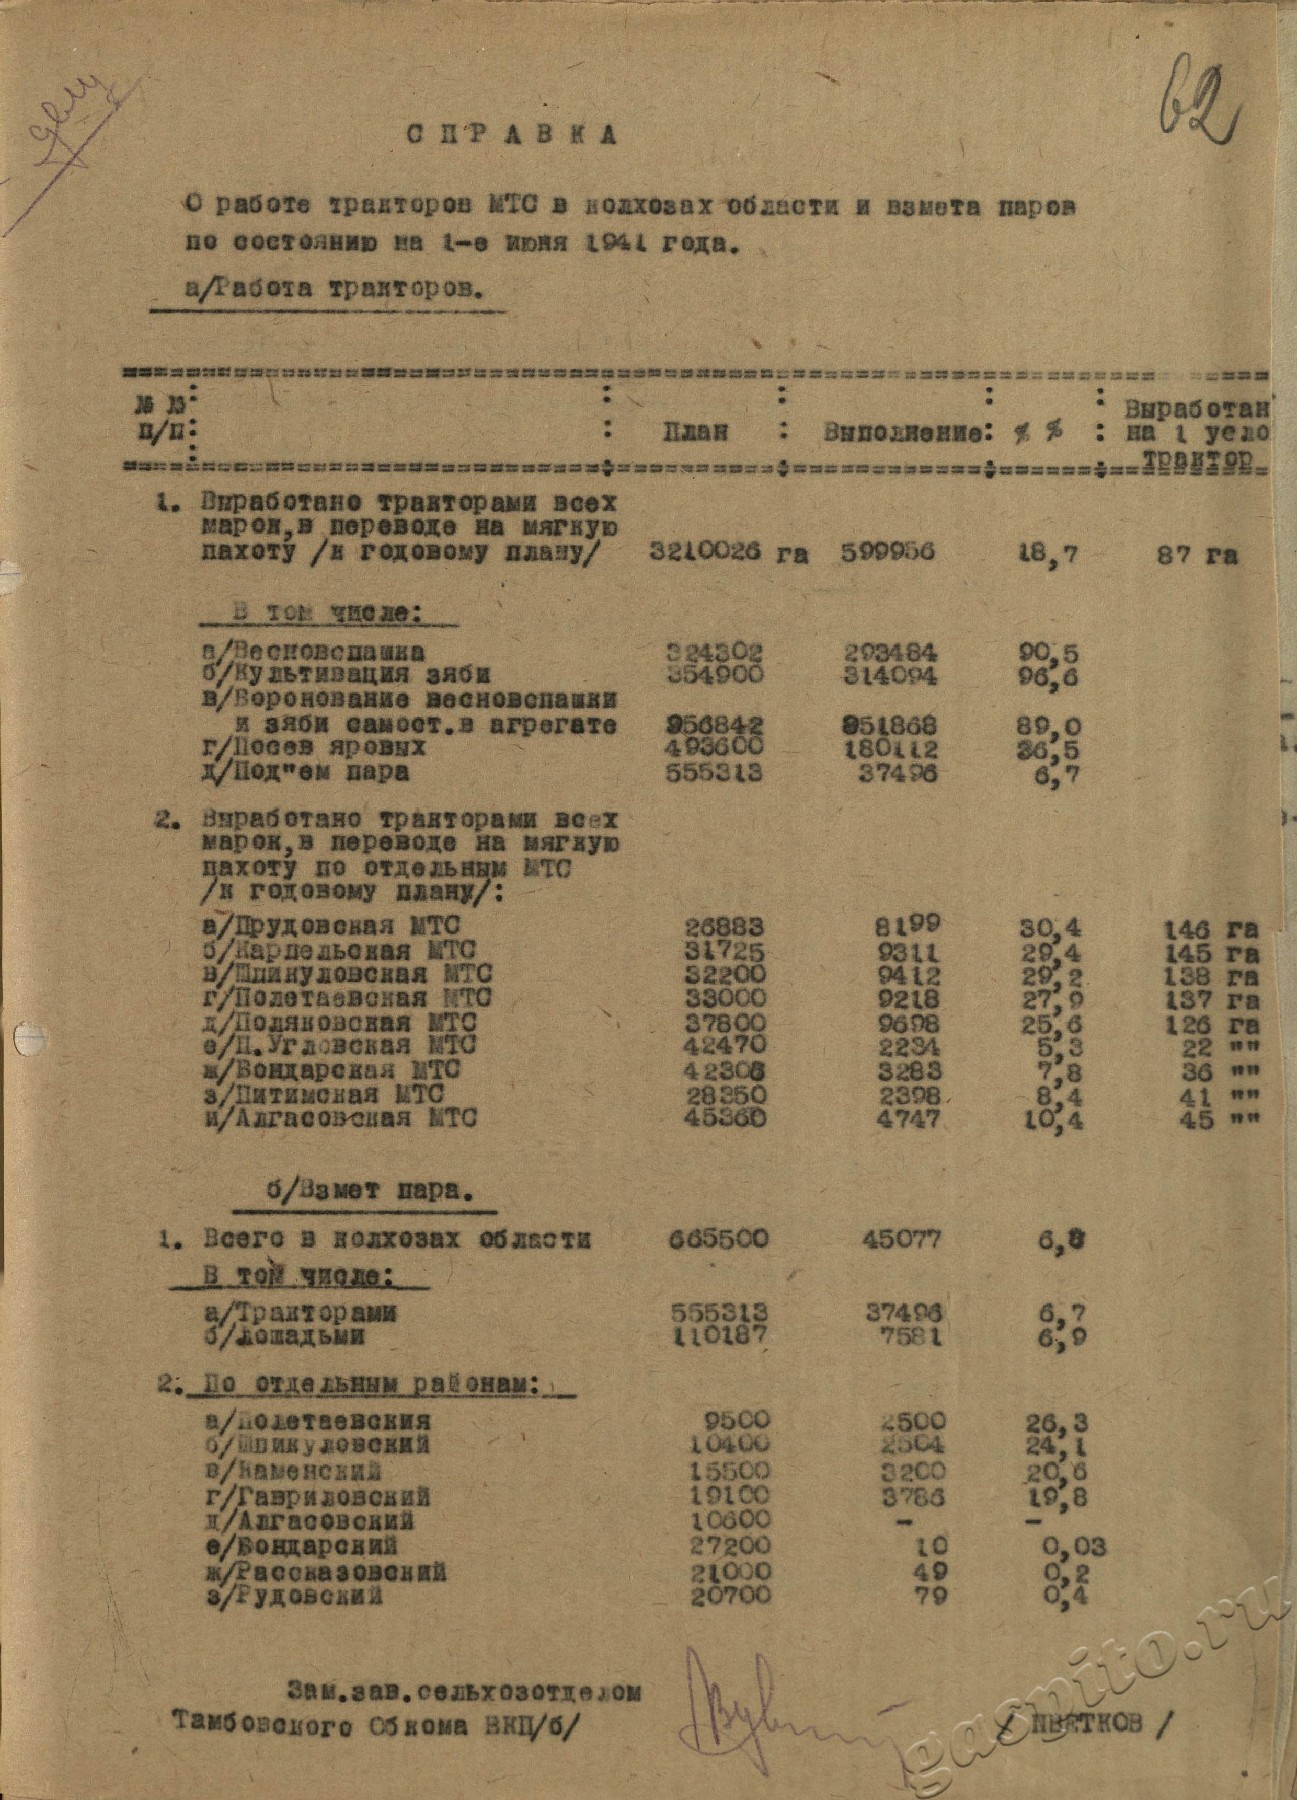 делу
62
СПРАВКА
О работе тракторов МТС в колхозах области и взмета паров
по состоянию на 1-е июня 1941 года.
а/Работа тракторов.
№ № п/п : : План : Выполнение: % % : Выработан на 1 усло трактор
1. Выработано тракторами всех
марок,в переводе на мягкую
пахоту /к годовому плану/ 3210026 га 599956 18,7 87 га
В том числе:
а/Весновспашка 324302 293484 90,5
б/Культивация зяби 354900 314094 96,6
в/Боронование весновспашки
и зяби самост.в агрегате 956842 851868 89,0
г/Посев яровых 493600 180112 36,5
д/Под"ем пара 555313 37496 6,7
2. Выработано тракторами всех
марок,в переводе на мягкую
пахоту по отдельным МТС
/к годовому плану/:
а/Прудовская МТС 26883 8199 30,4 146 га
б/Карпельская МТС 31725 9311 29,4 145 га
в/Шпикуловская МТС 32200 9412 29,2 138 га
г/Полетаевская МТС 33000 9218 27,9 137 га
д/Поляковская МТС 37800 9698 25,6 126 га
е/П.Угловская МТС 42470 2234 5,3 22 ""
ж/Бондарская МТС 42306 3283 7,8 36 ""
з/Питимская МТС 28350 2398 8,4 41 ""
и/Алгасовская МТС 45360 4747 10,4 45 ""
б/Взмет пара.
1. Всего в колхозах области 665500 45077 6,8
В том числе:
а/Тракторами 555313 37496 6,7
б/лошадьми 110187 7581 6,9
2. По отдельным районам:
а/Полетаевския 9500 2500 26,3
б/Шпикуловский 10400 2504 24,1
в/Каменский 15500 3200 20,6
г/Гавриловский 19100 3786 19,8
д/Алгасовский 10600 – –
е/Бондарский 27200 10 0,03
ж/Рассказовский 21000 49 0,2
з/Рудовский 20700 79 0,4
Зам.зав.сельхозотделом
Тамбовского Обкома ВКП/б/ / ЦВЕТКОВ /
gaspito.ru